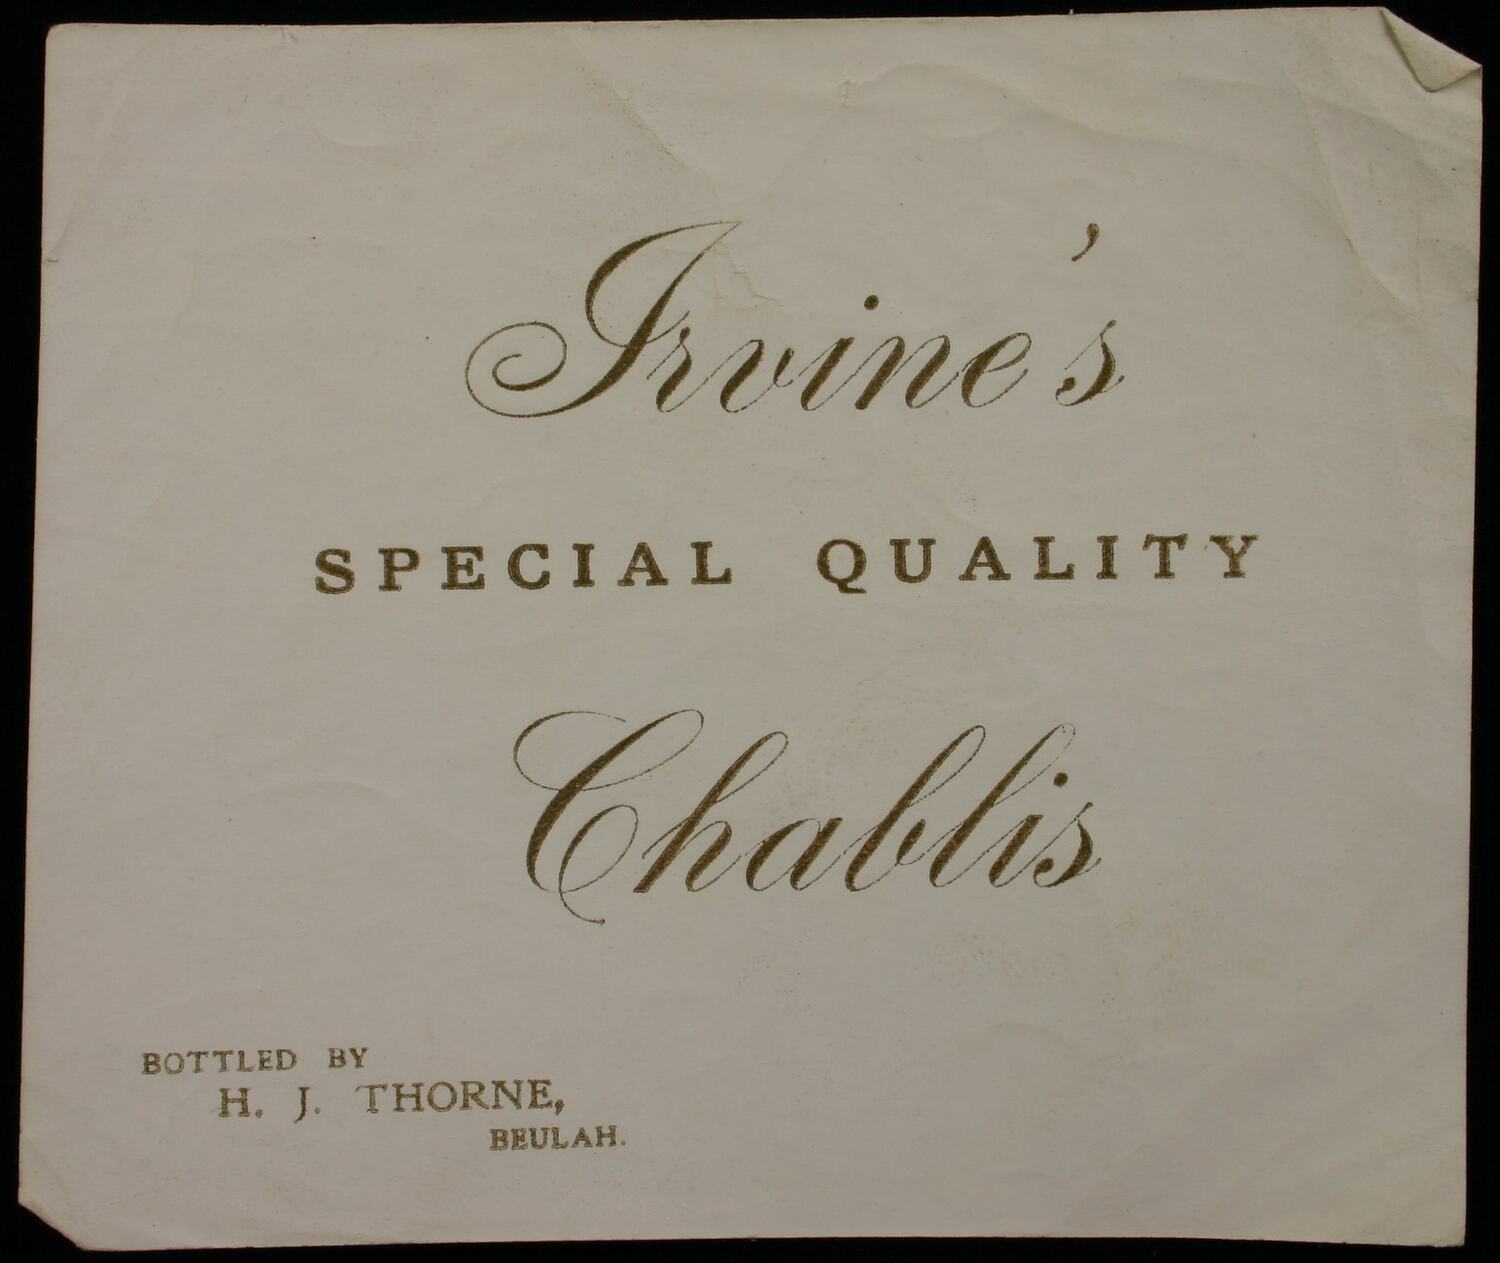 Irvine's
SPECIAL QUALITY
Chablis
BOTTLED BY
H. J. THORNE,
BEULAH.